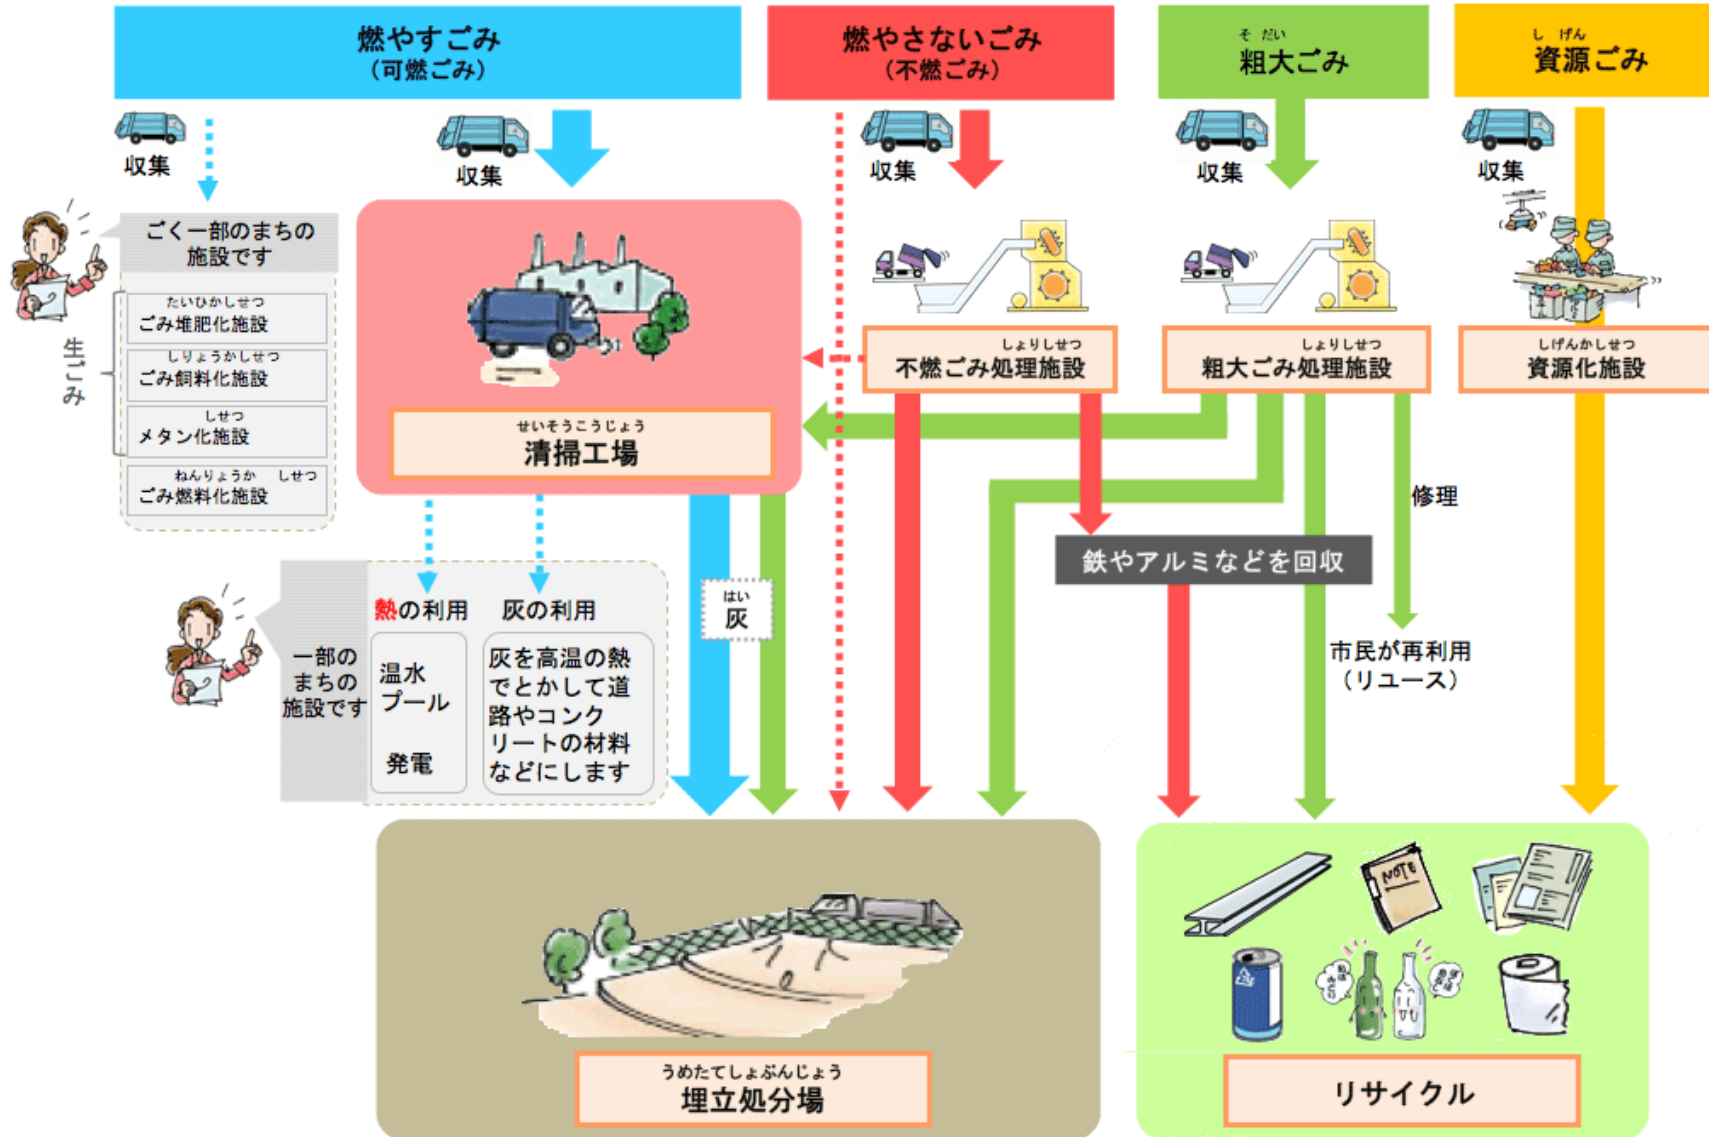 燃やすごみ
（可燃ごみ）
燃やさないごみ
（不燃ごみ）
そ だい
粗大ごみ
し げん
資源ごみ
収集
収集
収集
収集
収集
ごく一部のまちの
施設です
生ごみ
たいひかしせつ
ごみ堆肥化施設
しりょうかしせつ
ごみ飼料化施設
しせつ
メタン化施設
ねんりょうか しせつ
ごみ燃料化施設
せいそうこうじょう
清掃工場
しょりしせつ
不燃ごみ処理施設
しょりしせつ
粗大ごみ処理施設
しげんかしせつ
資源化施設
修理
鉄やアルミなどを回収
市民が再利用
（リユース）
はい
灰
一部の
まちの
施設です
熱の利用
温水
プール
発電
灰の利用
灰を高温の熱
でとかして道
路やコンク
リートの材料
などにします
うめたてしょぶんじょう
埋立処分場
NOTE
リサイクル